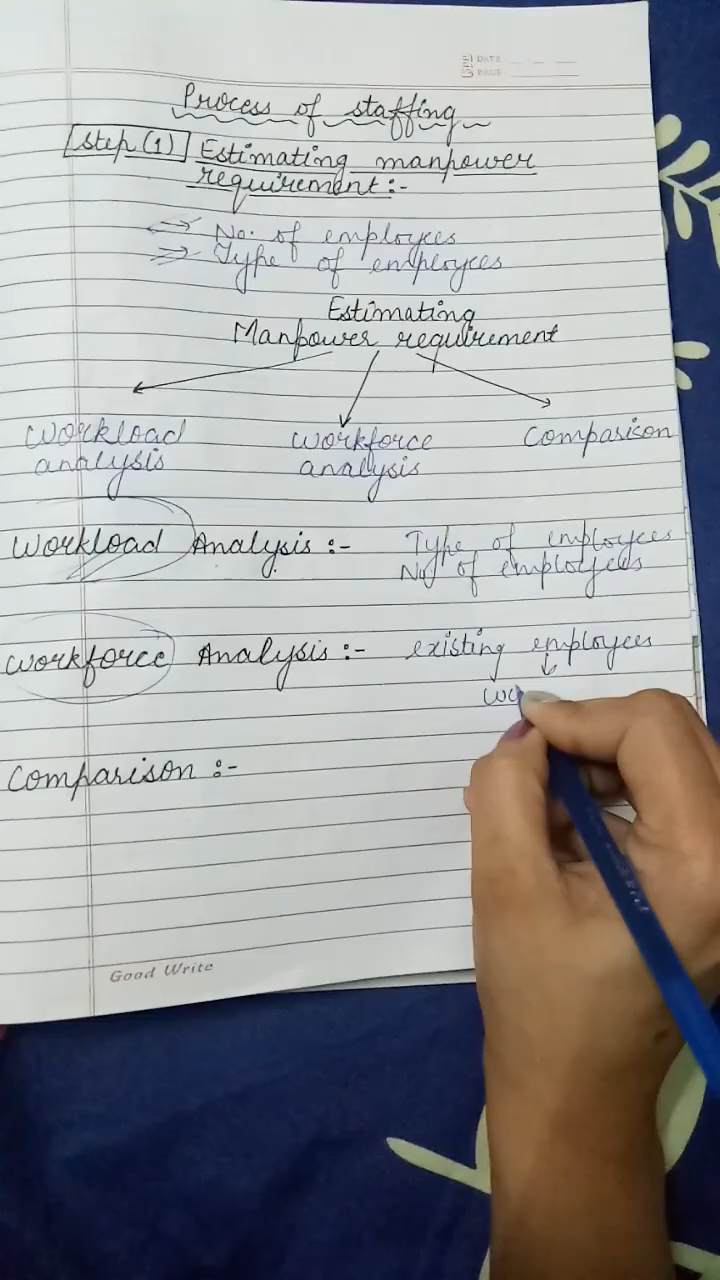 DATE
PAGE
Process of staffing
Step (1) Estimating manpower
requirement:-
No. of employees
Type of employees
Estimating
Manpower requirement
Workload
analysis
Workforce
analysis
Comparison
Workload Analysis :- Type of employees
No. of employees
Workforce Analysis :- existing employees
Comparison :-
Good Write